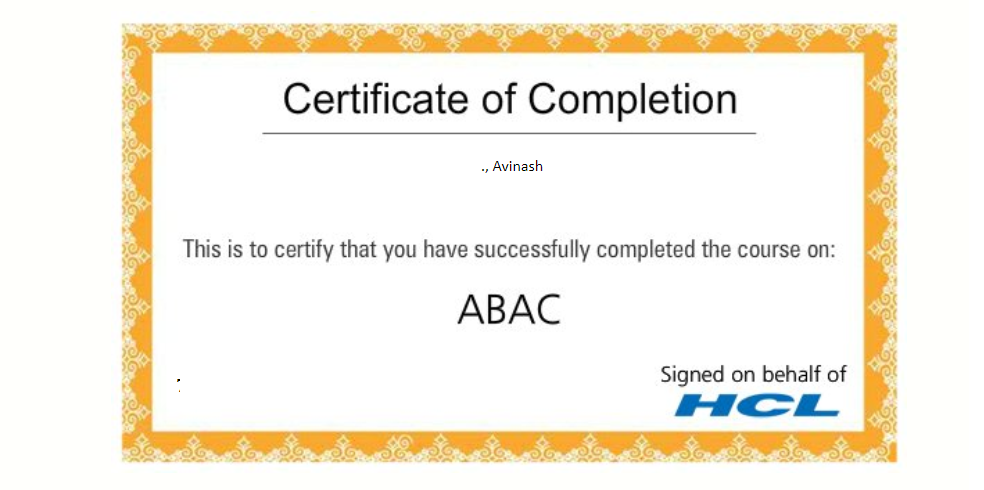 Certificate of Completion
., Avinash
This is to certify that you have successfully completed the course on:
ABAC
Signed on behalf of
HCL